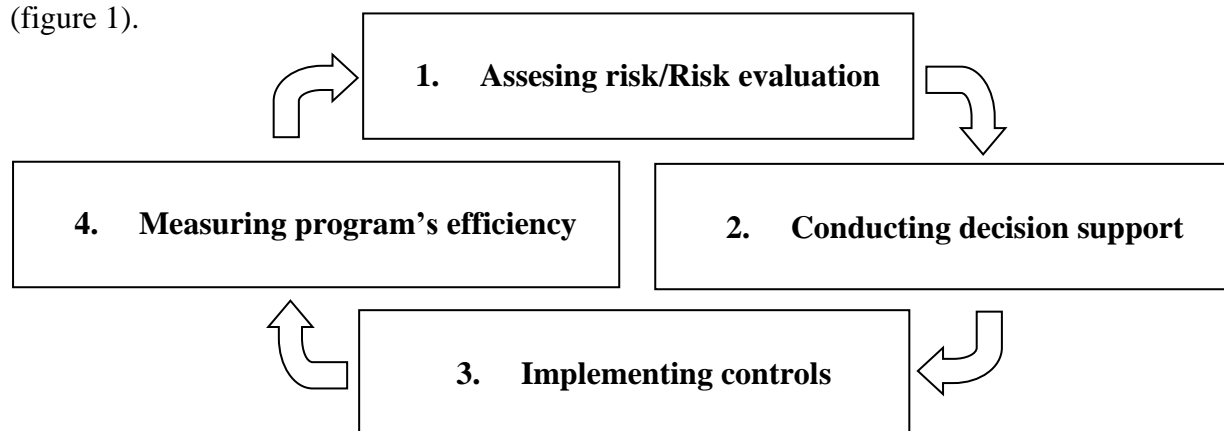 (figure 1).
1. Assesing risk/Risk evaluation
4. Measuring program’s efficiency
2. Conducting decision support
3. Implementing controls